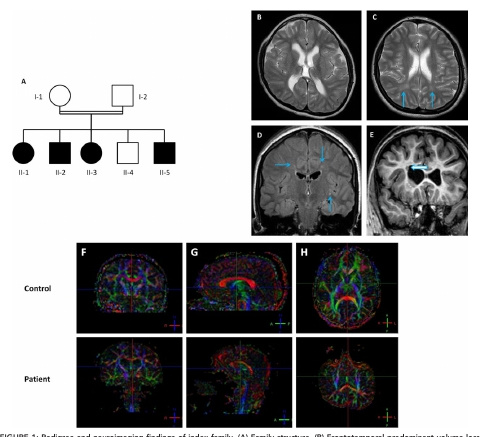 A
I-1
I-2
II-1 II-2 II-3 II-4 II-5
B
C
D
E
F
G
H
Control
Patient
FIGURE 1: Pedigree and neuroimaging findings of index family. (A) Family structure. (B) Frontotemporal predominant volume loss